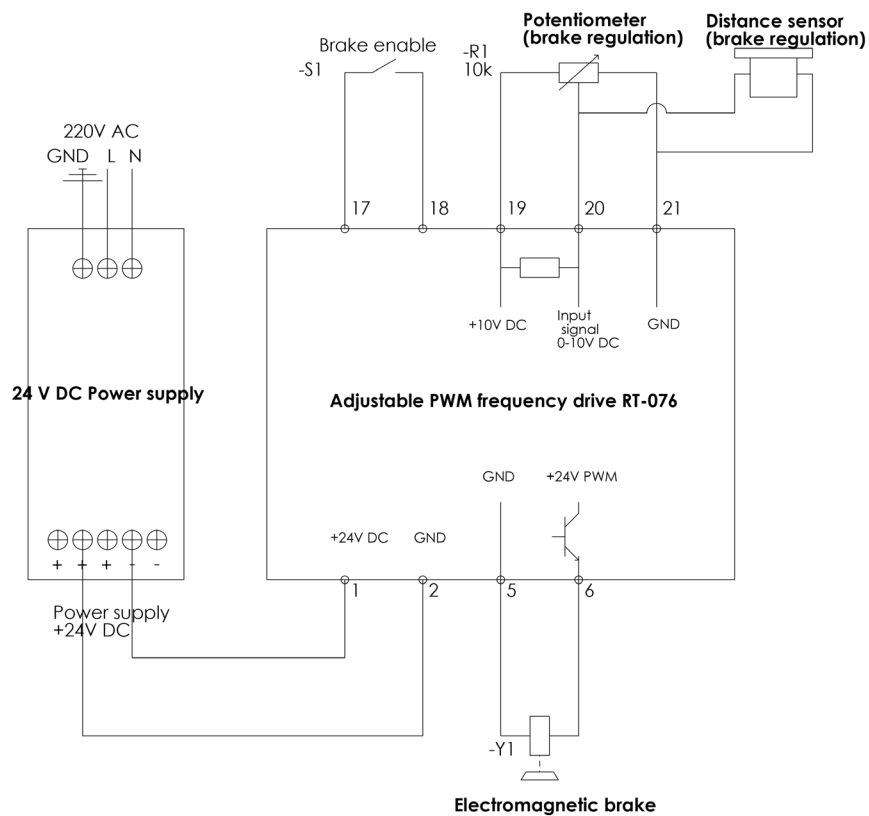 Potentiometer
(brake regulation)
Distance sensor
(brake regulation)
Brake enable
-S1
-R1
10k
220V AC
GND L N
17
18
19
20
21
+10V DC
Input
signal
0-10V DC
GND
24 V DC Power supply
Adjustable PWM frequency drive RT-076
GND
+24V PWM
+24V DC
GND
+ + + - -
1
2
5
6
Power supply
+24V DC
-Y1
Electromagnetic brake